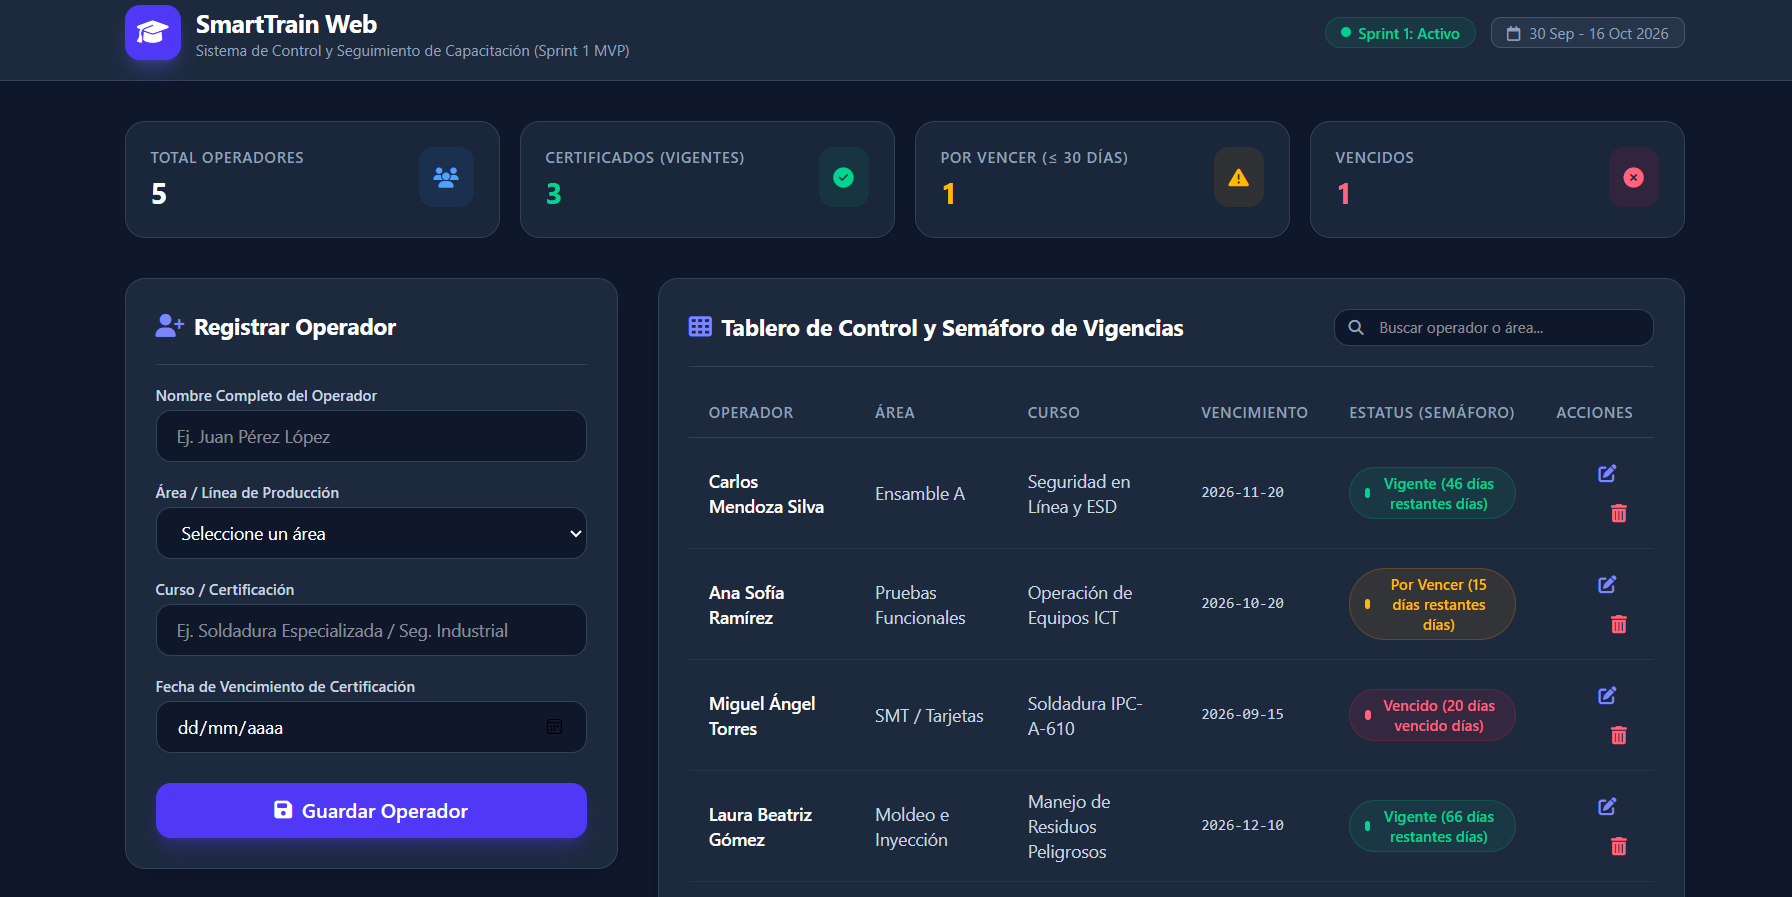 SmartTrain Web
Sistema de Control y Seguimiento de Capacitación (Sprint 1 MVP)
Sprint 1: Activo
30 Sep - 16 Oct 2026
TOTAL OPERADORES
5
CERTIFICADOS (VIGENTES)
3
POR VENCER (≤ 30 DÍAS)
1
VENCIDOS
1
Registrar Operador
Nombre Completo del Operador
Ej. Juan Pérez López
Área / Línea de Producción
Seleccione un área
Curso / Certificación
Ej. Soldadura Especializada / Seg. Industrial
Fecha de Vencimiento de Certificación
dd/mm/aaaa
Guardar Operador
Tablero de Control y Semáforo de Vigencias
Buscar operador o área...
OPERADOR ÁREA CURSO VENCIMIENTO ESTATUS (SEMÁFORO) ACCIONES
Carlos
Mendoza Silva
Ensamble A
Seguridad en
Línea y ESD
2026-11-20
Vigente (46 días
restantes días)
Ana Sofía
Ramírez
Pruebas
Funcionales
Operación de
Equipos ICT
2026-10-20
Por Vencer (15
días restantes
días)
Miguel Ángel
Torres
SMT / Tarjetas
Soldadura IPC-
A-610
2026-09-15
Vencido (20 días
vencido días)
Laura Beatriz
Gómez
Moldeo e
Inyección
Manejo de
Residuos
Peligrosos
2026-12-10
Vigente (66 días
restantes días)